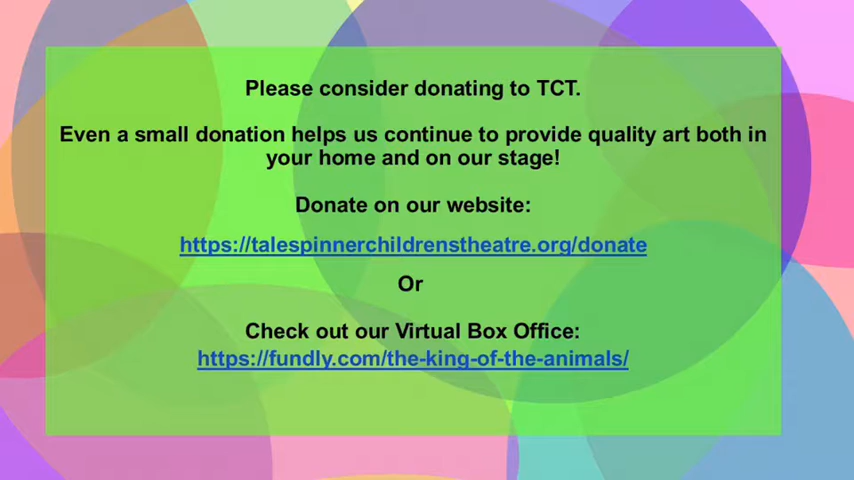 Please consider donating to TCT.
Even a small donation helps us continue to provide quality art both in
your home and on our stage!
Donate on our website:
https://talespinnerchildrenstheatre.org/donate
Or
Check out our Virtual Box Office:
https://fundly.com/the-king-of-the-animals/